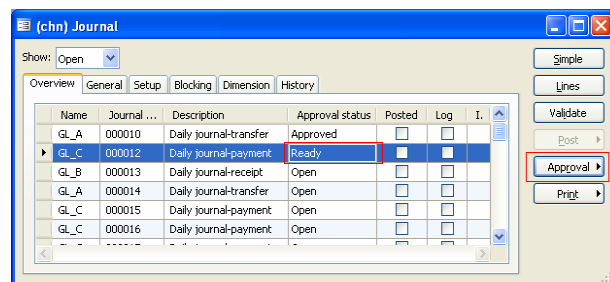 (chn) Journal
Show: Open
Simple
Overview General Setup Blocking Dimension History
Lines
Name Journal ... Description Approval status Posted Log I.
Validate
GL_A 000010 Daily journal-transfer Approved
Post
GL_C 000012 Daily journal-payment Ready
Approval
GL_B 000013 Daily journal-receipt Open
GL_A 000014 Daily journal-transfer Open
Print
GL_C 000015 Daily journal-payment Open
GL_C 000016 Daily journal-payment Open